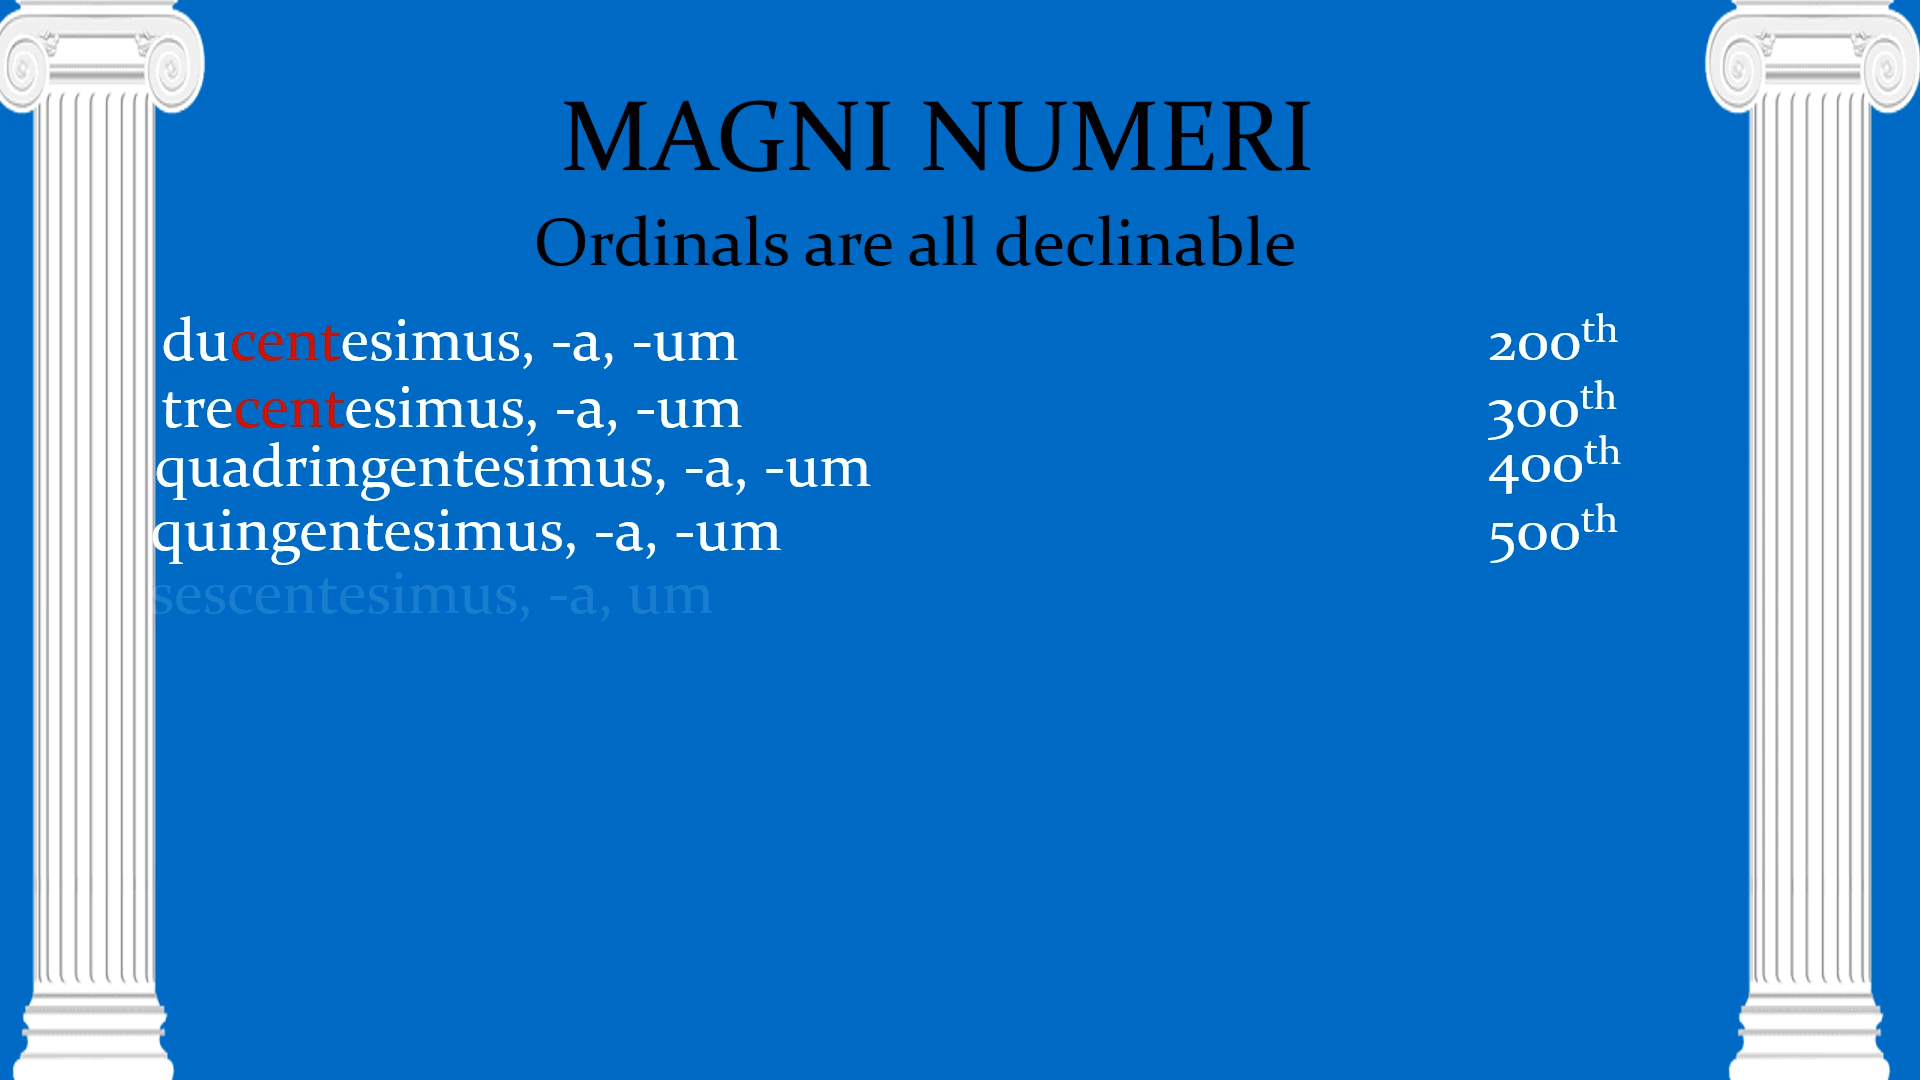 MAGNI NUMERI
Ordinals are all declinable
ducentesimus, -a, -um 200th
trecentesimus, -a, -um 300th
quadringentesimus, -a, -um 400th
quingentesimus, -a, -um 500th
sescentesimus, -a, um